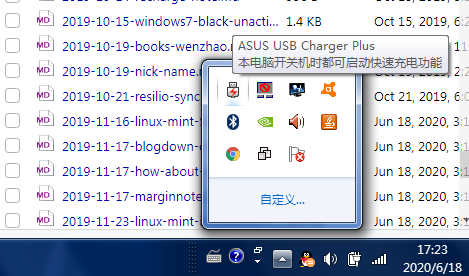 2019-10-15-windows7-black-unacti... 1.4 KB Oct 15, 2019, 6:
2019-10-19-books-wenzhao.m
ASUS USB Charger Plus
本电脑开关机时都可启动快速充电功能
2019-10-19-nick-name.
2019-10-21-resilio-sync Oct 21, 2019, 6:
2019-11-16-linux-mint- Jun 18, 2020, 3:
2019-11-17-blogdown- Jun 18, 2020, 3:
2019-11-17-how-about- Jun 18, 2020, 3:
2019-11-17-marginnote Jun 18, 2020, 3:
2019-11-23-linux-mint- Jun 18, 2020, 3:
自定义...
17:23
2020/6/18